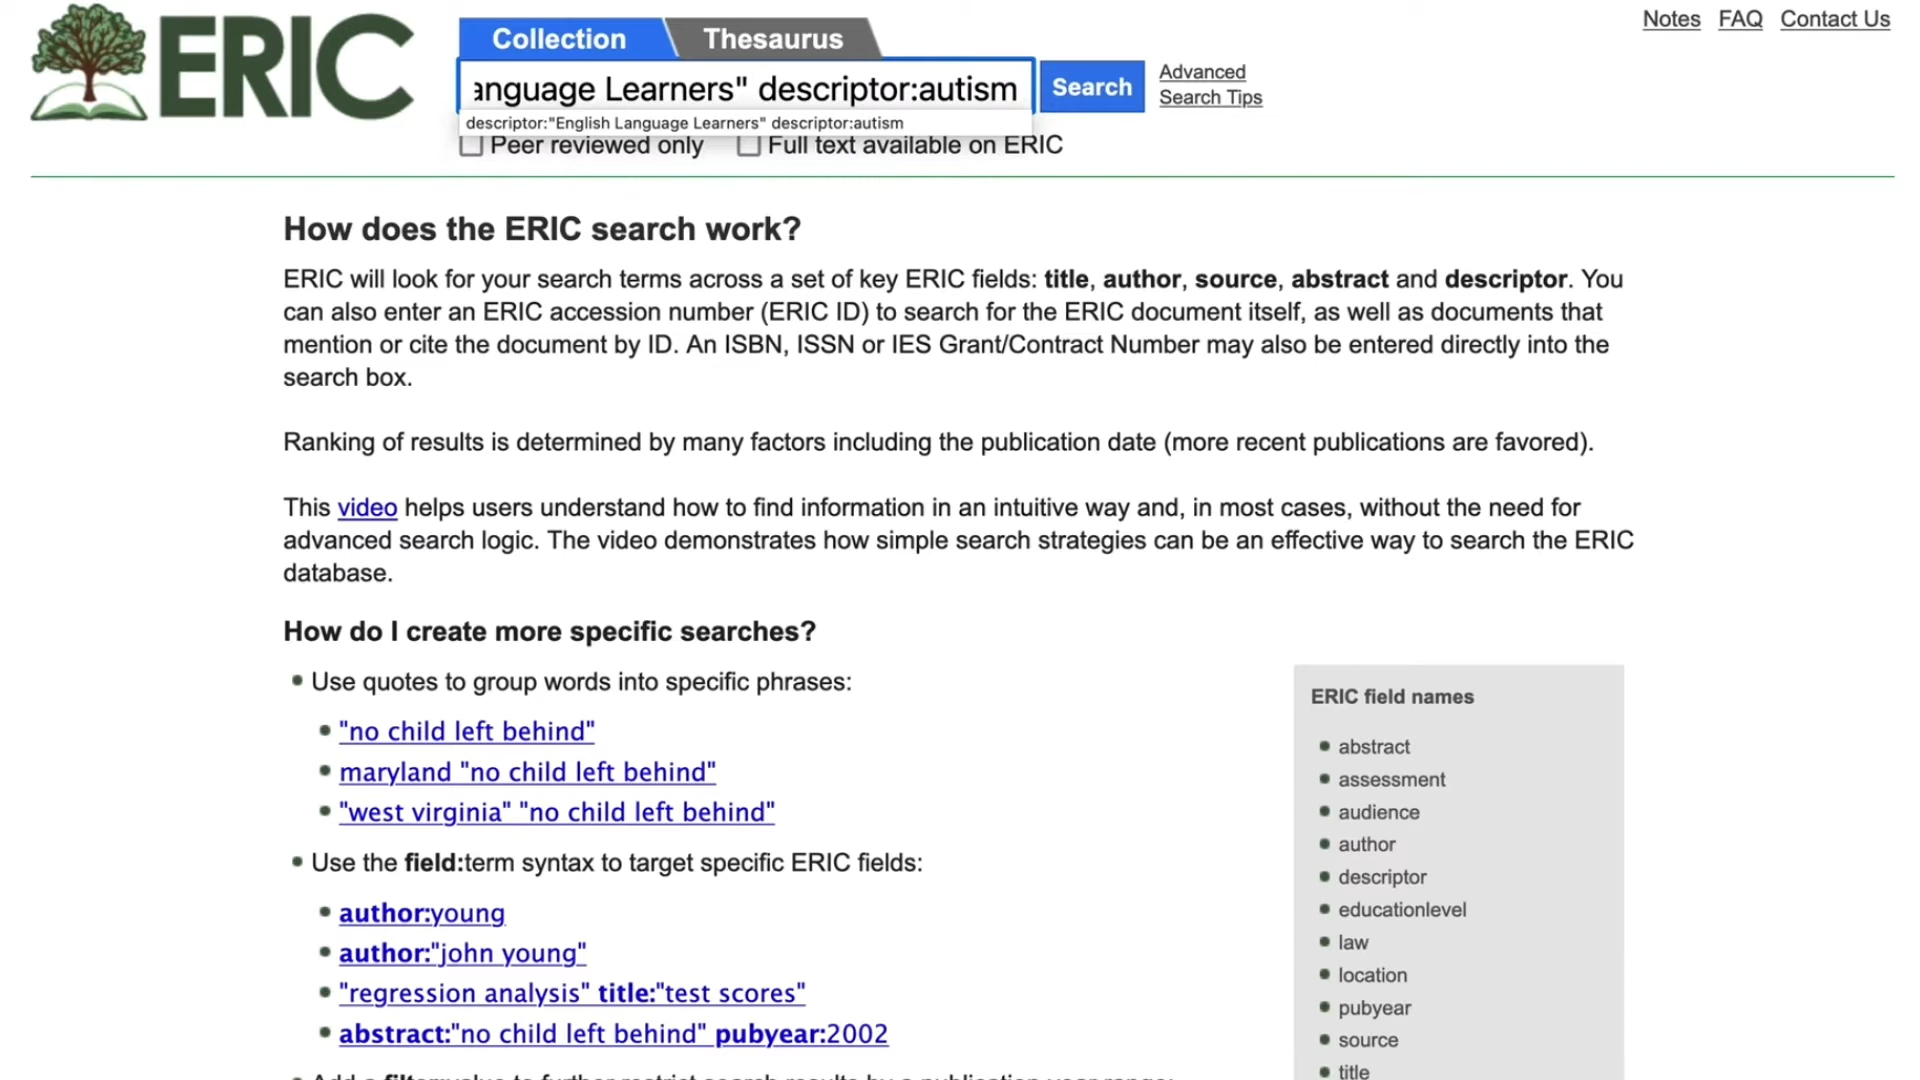 ERIC
Collection
Thesaurus
Notes
FAQ
Contact Us
anguage Learners" descriptor:autism
Search
Advanced
Search Tips
descriptor:"English Language Learners" descriptor:autism
Peer reviewed only
Full text available on ERIC
How does the ERIC search work?
ERIC will look for your search terms across a set of key ERIC fields: title, author, source, abstract and descriptor. You
can also enter an ERIC accession number (ERIC ID) to search for the ERIC document itself, as well as documents that
mention or cite the document by ID. An ISBN, ISSN or IES Grant/Contract Number may also be entered directly into the
search box.
Ranking of results is determined by many factors including the publication date (more recent publications are favored).
This video helps users understand how to find information in an intuitive way and, in most cases, without the need for
advanced search logic. The video demonstrates how simple search strategies can be an effective way to search the ERIC
database.
How do I create more specific searches?
Use quotes to group words into specific phrases:
"no child left behind"
maryland "no child left behind"
"west virginia" "no child left behind"
Use the field:term syntax to target specific ERIC fields:
author:young
author:"john young"
"regression analysis" title:"test scores"
abstract:"no child left behind" pubyear:2002
Add a filter:value to further restrict search results by a publication year range:
ERIC field names
abstract
assessment
audience
author
descriptor
educationlevel
law
location
pubyear
source
title